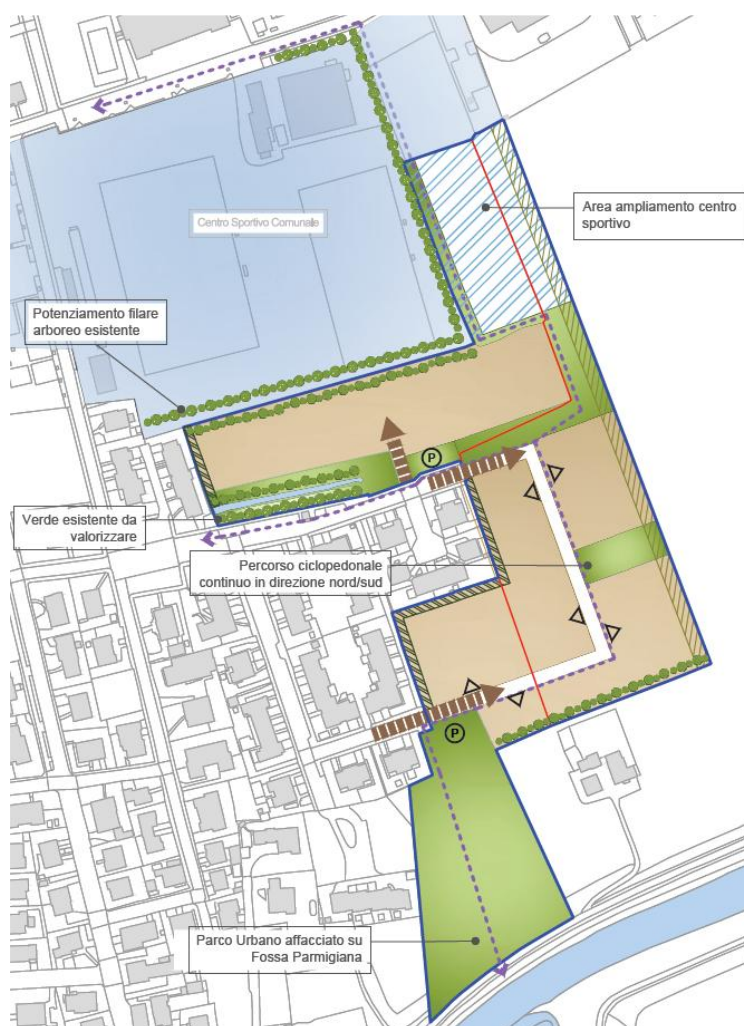 Area ampliamento centro
sportivo
Centro Sportivo Comunale
Potenziamento filare
arboreo esistente
P
Verde esistente da
valorizzare
Percorso ciclopedonale
continuo in direzione nord/sud
P
Parco Urbano affacciato su
Fossa Parmigiana